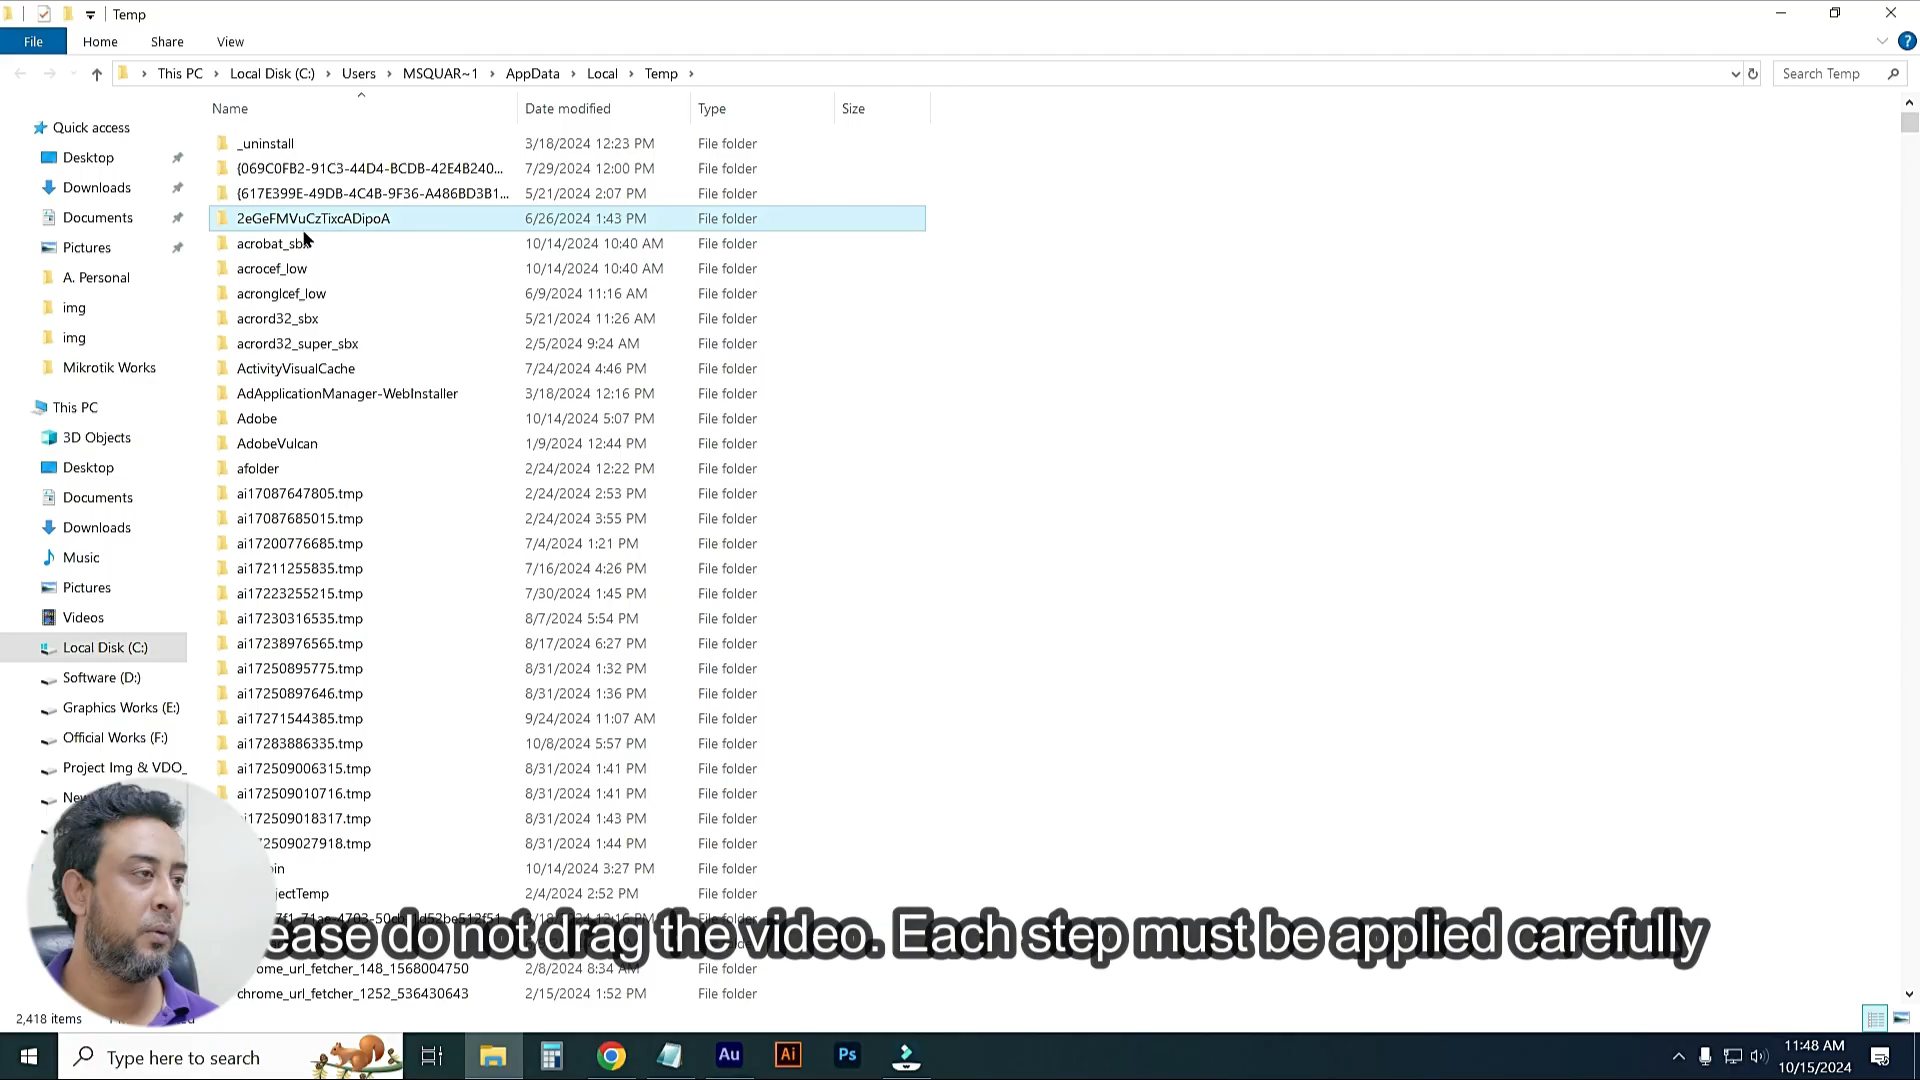 Temp
File Home Share View
This PC Local Disk (C:) Users MSQUAR~1 AppData Local Temp Search Temp
Name Date modified Type Size
Quick access
Desktop
Downloads
Documents
Pictures
A. Personal
img
img
Mikrotik Works
This PC
3D Objects
Desktop
Documents
Downloads
Music
Pictures
Videos
Local Disk (C:)
Software (D:)
Graphics Works (E:)
Official Works (F:)
Project Img & VDO_
_uninstall 3/18/2024 12:23 PM File folder
{069C0FB2-91C3-44D4-BCDB-42E4B240... 7/29/2024 12:00 PM File folder
{617E399E-49DB-4C4B-9F36-A486BD3B1... 5/21/2024 2:07 PM File folder
2eGeFMVuCzTixcADipoA 6/26/2024 1:43 PM File folder
acrobat_sbx 10/14/2024 10:40 AM File folder
acrocef_low 10/14/2024 10:40 AM File folder
acronglcef_low 6/9/2024 11:16 AM File folder
acrord32_sbx 5/21/2024 11:26 AM File folder
acrord32_super_sbx 2/5/2024 9:24 AM File folder
ActivityVisualCache 7/24/2024 4:46 PM File folder
AdApplicationManager-WebInstaller 3/18/2024 12:16 PM File folder
Adobe 10/14/2024 5:07 PM File folder
AdobeVulcan 1/9/2024 12:44 PM File folder
afolder 2/24/2024 12:22 PM File folder
ai17087647805.tmp 2/24/2024 2:53 PM File folder
ai17087685015.tmp 2/24/2024 3:55 PM File folder
ai17200776685.tmp 7/4/2024 1:21 PM File folder
ai17211255835.tmp 7/16/2024 4:26 PM File folder
ai17223255215.tmp 7/30/2024 1:45 PM File folder
ai17230316535.tmp 8/7/2024 5:54 PM File folder
ai17238976565.tmp 8/17/2024 6:27 PM File folder
ai17250895775.tmp 8/31/2024 1:32 PM File folder
ai17250897646.tmp 8/31/2024 1:36 PM File folder
ai17271544385.tmp 9/24/2024 11:07 AM File folder
ai17283886335.tmp 10/8/2024 5:57 PM File folder
ai172509006315.tmp 8/31/2024 1:41 PM File folder
ai172509010716.tmp 8/31/2024 1:41 PM File folder
i172509018317.tmp 8/31/2024 1:43 PM File folder
72509027918.tmp 8/31/2024 1:44 PM File folder
in 10/14/2024 3:27 PM File folder
jectTemp 2/4/2024 2:52 PM File folder
ease do not drag the video. Each step must be applied carefully
ome_url_fetcher_148_1568004750 2/8/2024 8:34 AM File folder
chrome_url_fetcher_1252_536430643 2/15/2024 1:52 PM File folder
2,418 items
Type here to search
Au
Ai
Ps
11:48 AM
10/15/2024